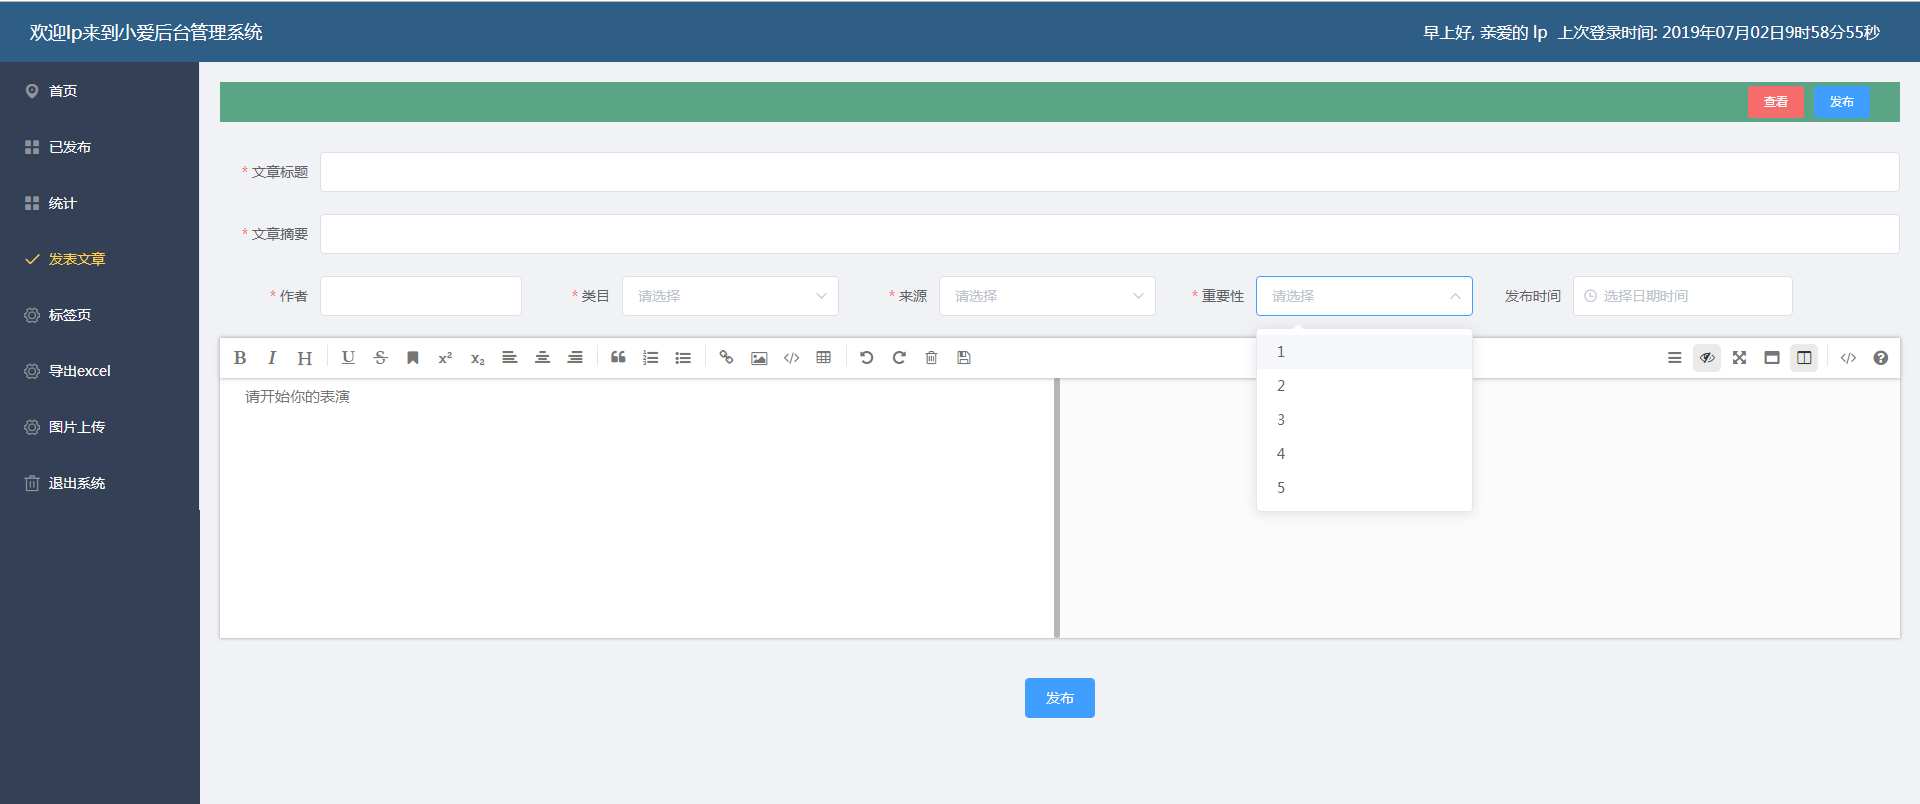 欢迎lp来到小爱后台管理系统
早上好, 亲爱的 lp 上次登录时间: 2019年07月02日9时58分55秒
首页
已发布
统计
发表文章
标签页
导出excel
图片上传
退出系统
查看 发布
* 文章标题
* 文章摘要
* 作者 * 类目 请选择 * 来源 请选择 * 重要性 请选择 发布时间 选择日期时间
B I H U S x² x₂
请开始你的表演
1
2
3
4
5
发布